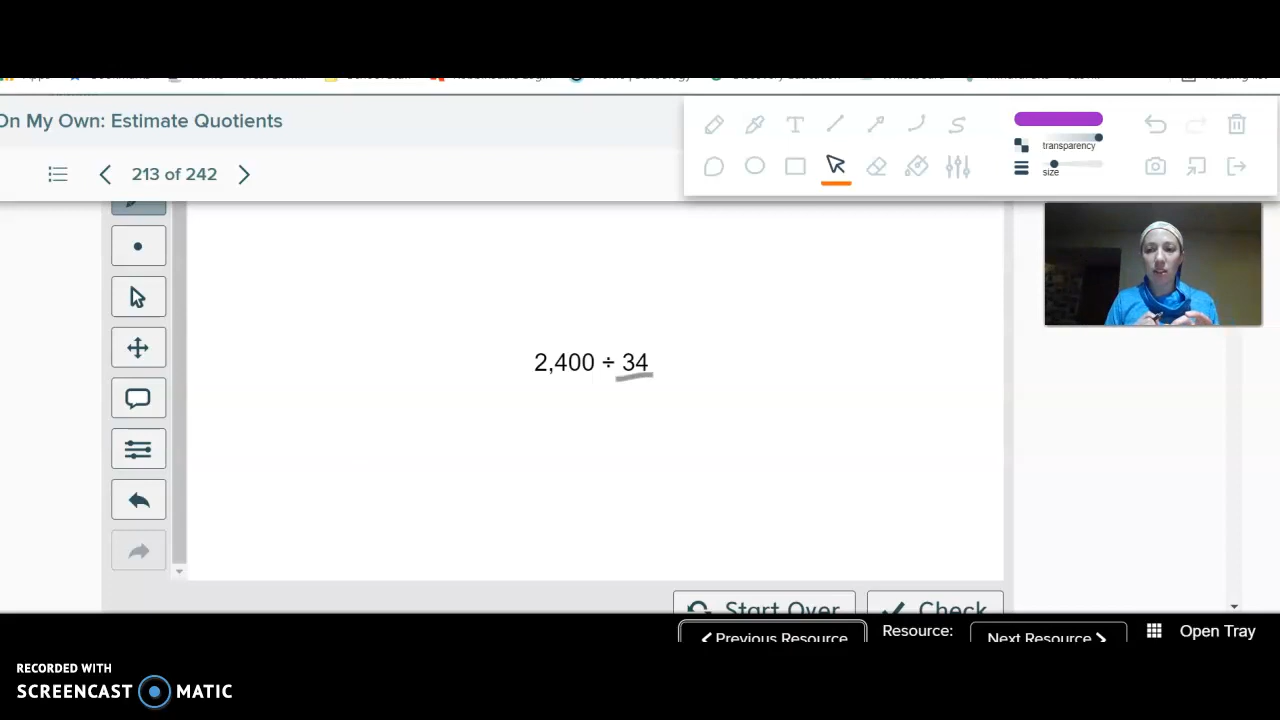 On My Own: Estimate Quotients
213 of 242
T
transparency
size
2,400 ÷ 34
Start Over
Check
Previous Resource
Resource:
Next Resource
Open Tray
RECORDED WITH
SCREENCAST MATIC